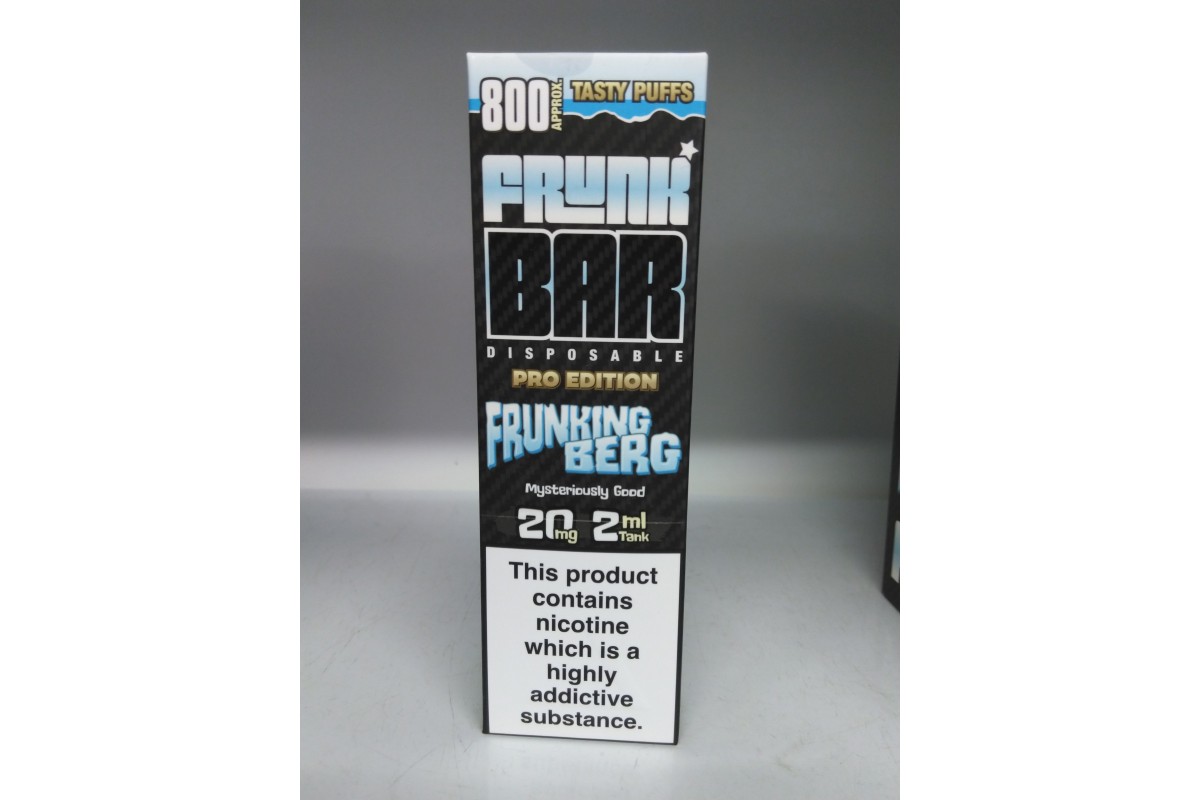 800 APPROX. TASTY PUFFS
FRUNK
BAR
DISPOSABLE
PRO EDITION
FRUNKING
BERG
Mysteriously Good
20mg 2ml Tank
This product
contains
nicotine
which is a
highly
addictive
substance.